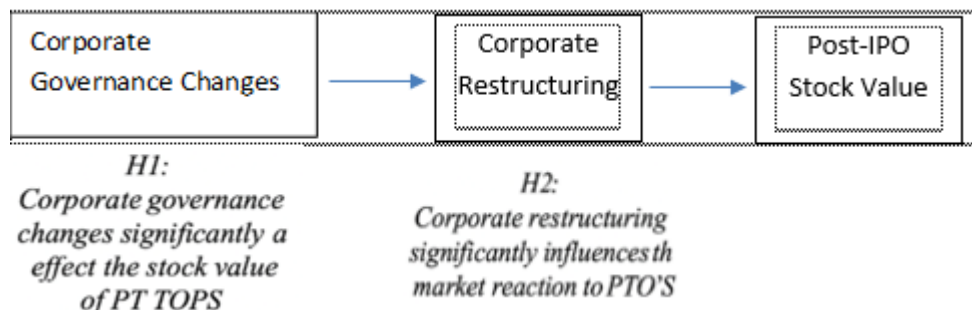 Corporate
Governance Changes
Corporate
Restructuring
Post-IPO
Stock Value
H1:
Corporate governance
changes significantly a
effect the stock value
of PT TOPS
H2:
Corporate restructuring
significantly influences th
market reaction to PTO'S